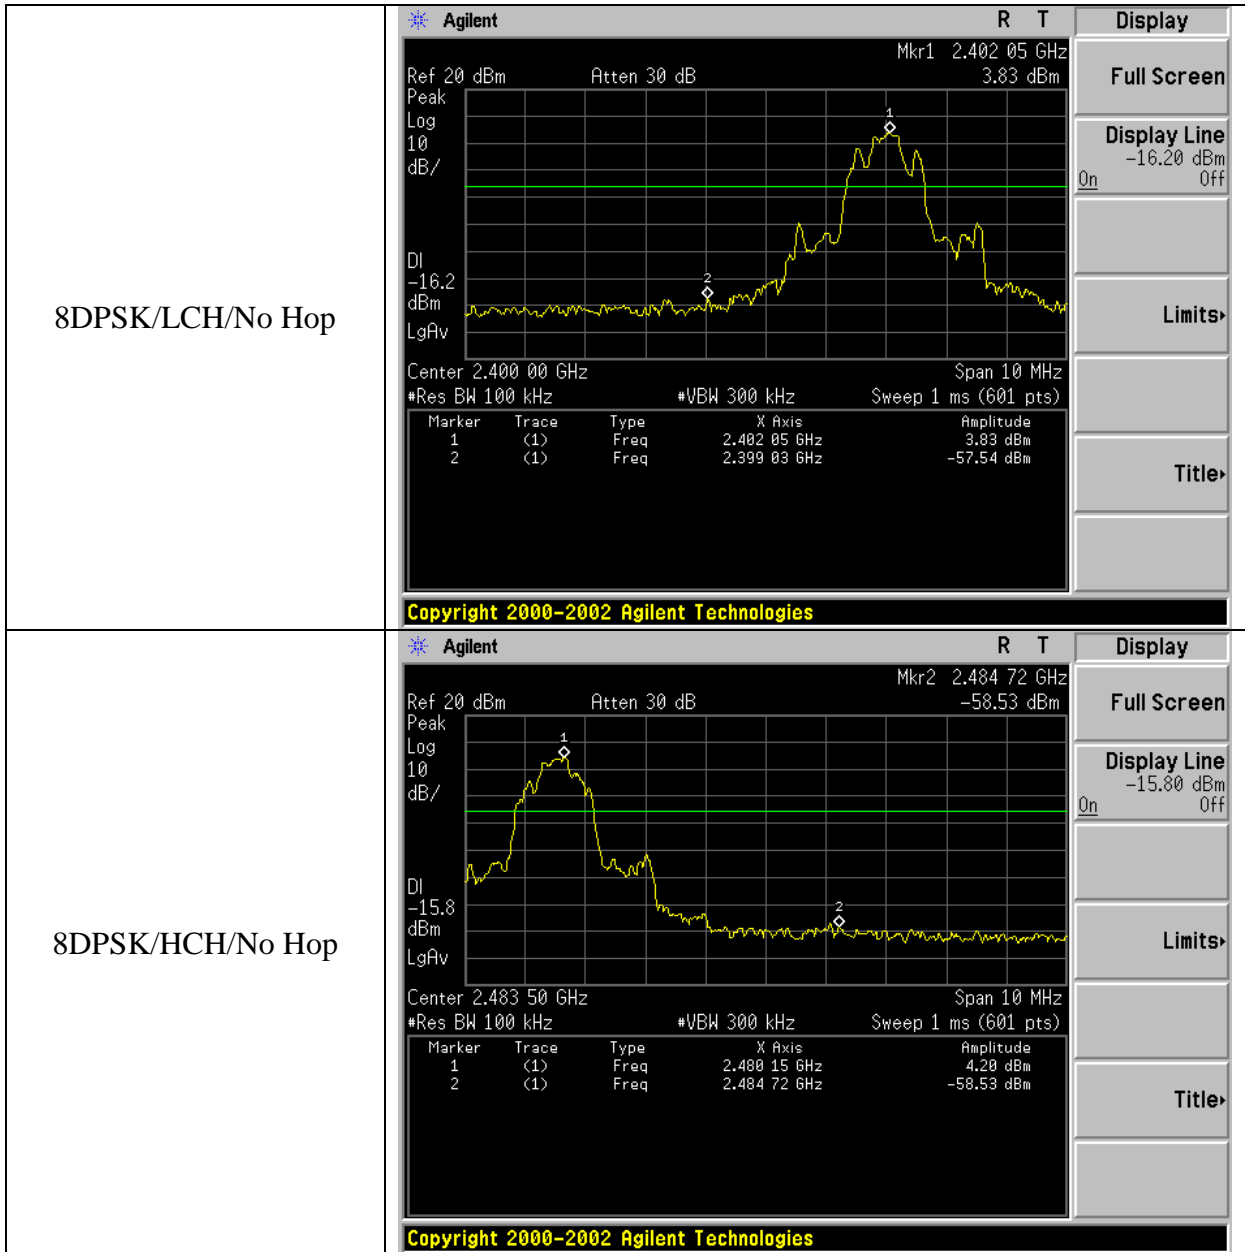 8DPSK/LCH/No Hop
Agilent R T Display
Mkr1 2.402 05 GHz
Ref 20 dBm Atten 30 dB 3.83 dBm
Peak
Log
10
dB/
1
2
DI
-16.2
dBm
LgAv
Center 2.400 00 GHz Span 10 MHz
#Res BW 100 kHz #VBW 300 kHz Sweep 1 ms (601 pts)
Marker Trace Type X Axis Amplitude
1 (1) Freq 2.402 05 GHz 3.83 dBm
2 (1) Freq 2.399 03 GHz -57.54 dBm
Full Screen
Display Line
-16.20 dBm
On Off
Limits
Title
Copyright 2000-2002 Agilent Technologies
8DPSK/HCH/No Hop
Agilent R T Display
Mkr2 2.484 72 GHz
Ref 20 dBm Atten 30 dB -58.53 dBm
Peak
Log
10
dB/
1
2
DI
-15.8
dBm
LgAv
Center 2.483 50 GHz Span 10 MHz
#Res BW 100 kHz #VBW 300 kHz Sweep 1 ms (601 pts)
Marker Trace Type X Axis Amplitude
1 (1) Freq 2.480 15 GHz 4.20 dBm
2 (1) Freq 2.484 72 GHz -58.53 dBm
Full Screen
Display Line
-15.80 dBm
On Off
Limits
Title
Copyright 2000-2002 Agilent Technologies